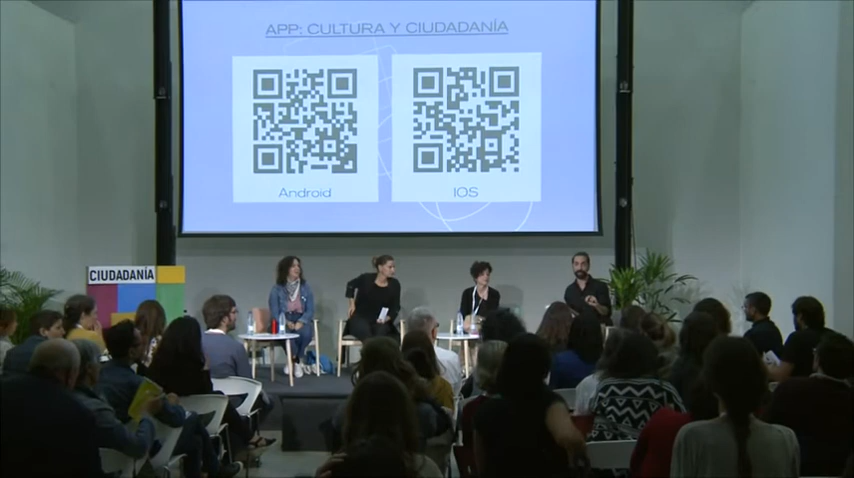 APP: CULTURA Y CIUDADANÍA
Android
IOS
CIUDADANÍA